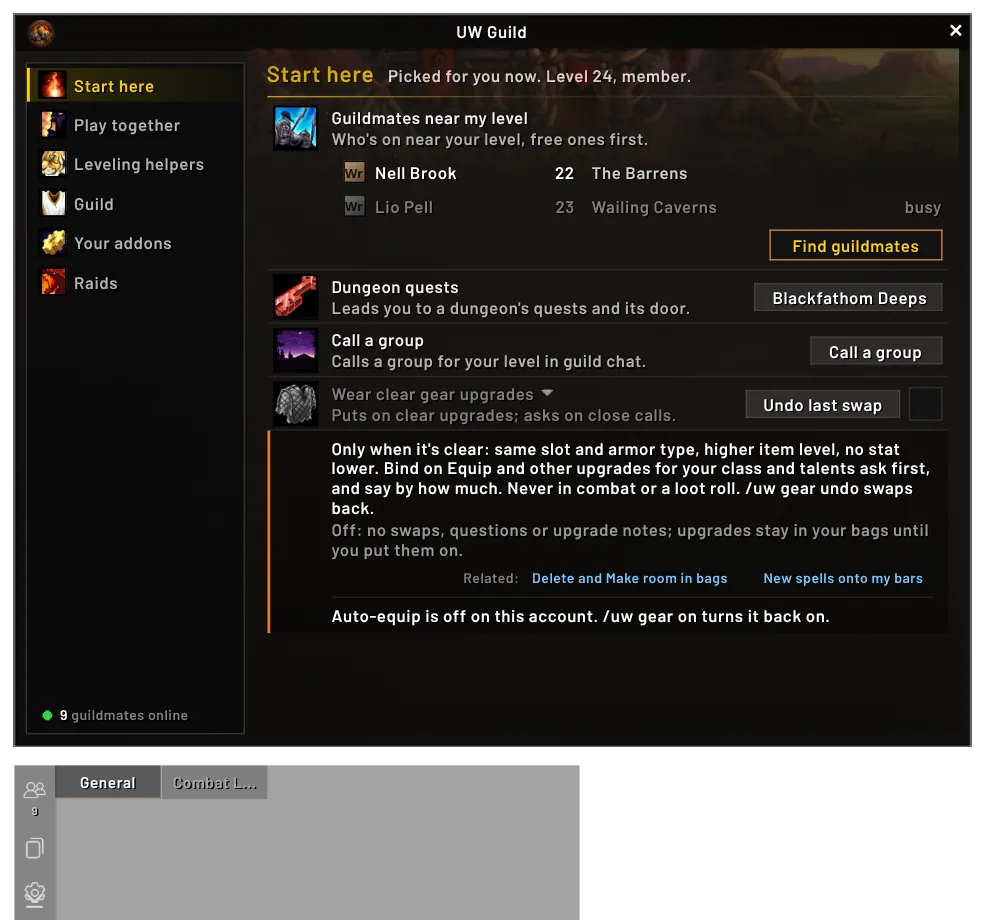 UW Guild
Start here
Play together
Leveling helpers
Guild
Your addons
Raids
9 guildmates online
Start here Picked for you now. Level 24, member.
Guildmates near my level
Who's on near your level, free ones first.
Wr Nell Brook 22 The Barrens
Wr Lio Pell 23 Wailing Caverns busy
Find guildmates
Dungeon quests
Leads you to a dungeon's quests and its door.
Blackfathom Deeps
Call a group
Calls a group for your level in guild chat.
Call a group
Wear clear gear upgrades
Puts on clear upgrades; asks on close calls.
Undo last swap
Only when it's clear: same slot and armor type, higher item level, no stat
lower. Bind on Equip and other upgrades for your class and talents ask first,
and say by how much. Never in combat or a loot roll. /uw gear undo swaps
back.
Off: no swaps, questions or upgrade notes; upgrades stay in your bags until
you put them on.
Related: Delete and Make room in bags New spells onto my bars
Auto-equip is off on this account. /uw gear on turns it back on.
General Combat L...
9